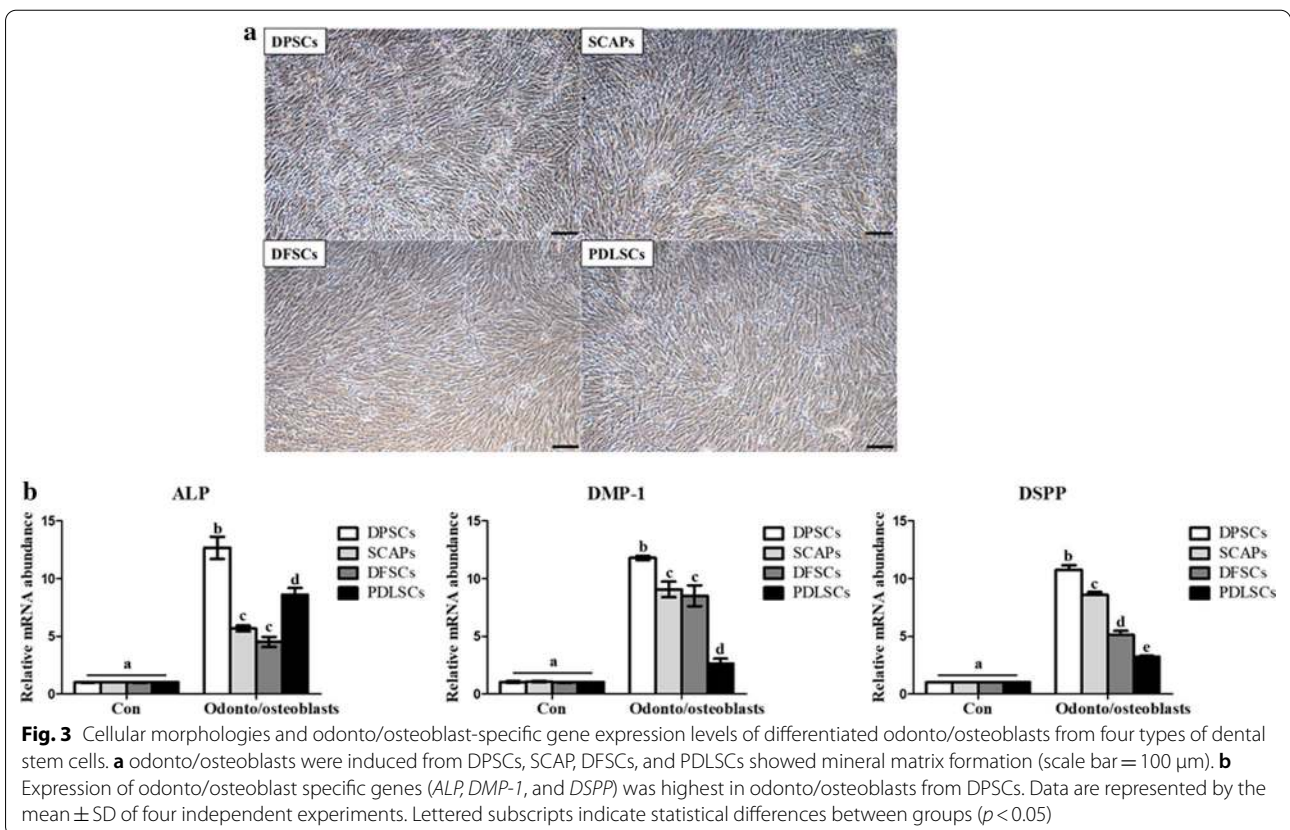 a
DPSCs
SCAPs
DFSCs
PDLSCs
b
ALP
Relative mRNA abundance
15
10
5
0
b
c
c
d
a
Con
Odonto/osteoblasts
DPSCs
SCAPs
DFSCs
PDLSCs
DMP-1
Relative mRNA abundance
15
10
5
0
b
c
c
d
a
Con
Odonto/osteoblasts
DPSCs
SCAPs
DFSCs
PDLSCs
DSPP
Relative mRNA abundance
15
10
5
0
b
c
d
e
a
Con
Odonto/osteoblasts
DPSCs
SCAPs
DFSCs
PDLSCs
Fig. 3 Cellular morphologies and odonto/osteoblast-specific gene expression levels of differentiated odonto/osteoblasts from four types of dental
stem cells. a odonto/osteoblasts were induced from DPSCs, SCAP, DFSCs, and PDLSCs showed mineral matrix formation (scale bar = 100 μm). b
Expression of odonto/osteoblast specific genes (ALP, DMP-1, and DSPP) was highest in odonto/osteoblasts from DPSCs. Data are represented by the
mean ± SD of four independent experiments. Lettered subscripts indicate statistical differences between groups (p < 0.05)